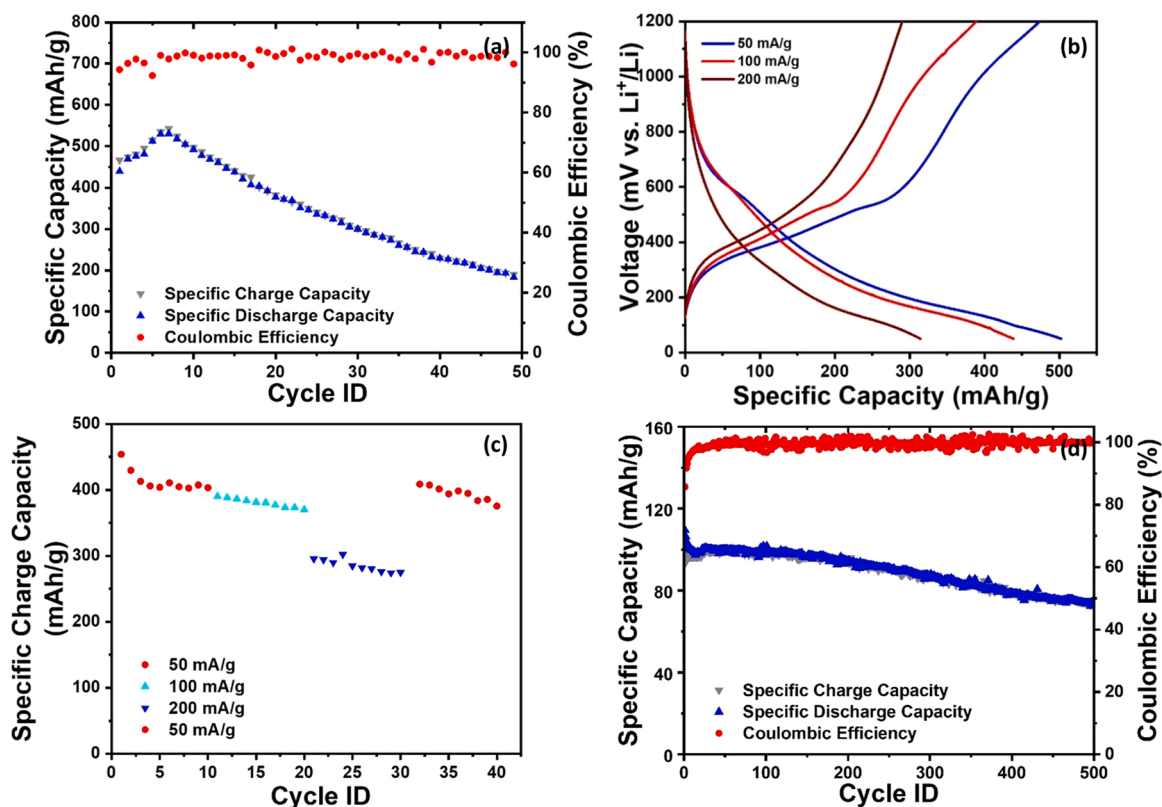 (a)
800
700
600
500
400
300
200
100
0
Specific Capacity (mAh/g)
100
80
60
40
20
0
Coulombic Efficiency (%)
Specific Charge Capacity
Specific Discharge Capacity
Coulombic Efficiency
0 10 20 30 40 50
Cycle ID
(b)
1200
1000
800
600
400
200
0
Voltage (mV vs. Li⁺/Li)
50 mA/g
100 mA/g
200 mA/g
0 100 200 300 400 500
Specific Capacity (mAh/g)
(c)
500
400
300
200
100
0
Specific Charge Capacity
(mAh/g)
50 mA/g
100 mA/g
200 mA/g
50 mA/g
0 5 10 15 20 25 30 35 40
Cycle ID
(d)
160
120
80
40
0
Specific Capacity (mAh/g)
100
80
60
40
20
0
Coulombic Efficiency (%)
Specific Charge Capacity
Specific Discharge Capacity
Coulombic Efficiency
0 100 200 300 400 500
Cycle ID